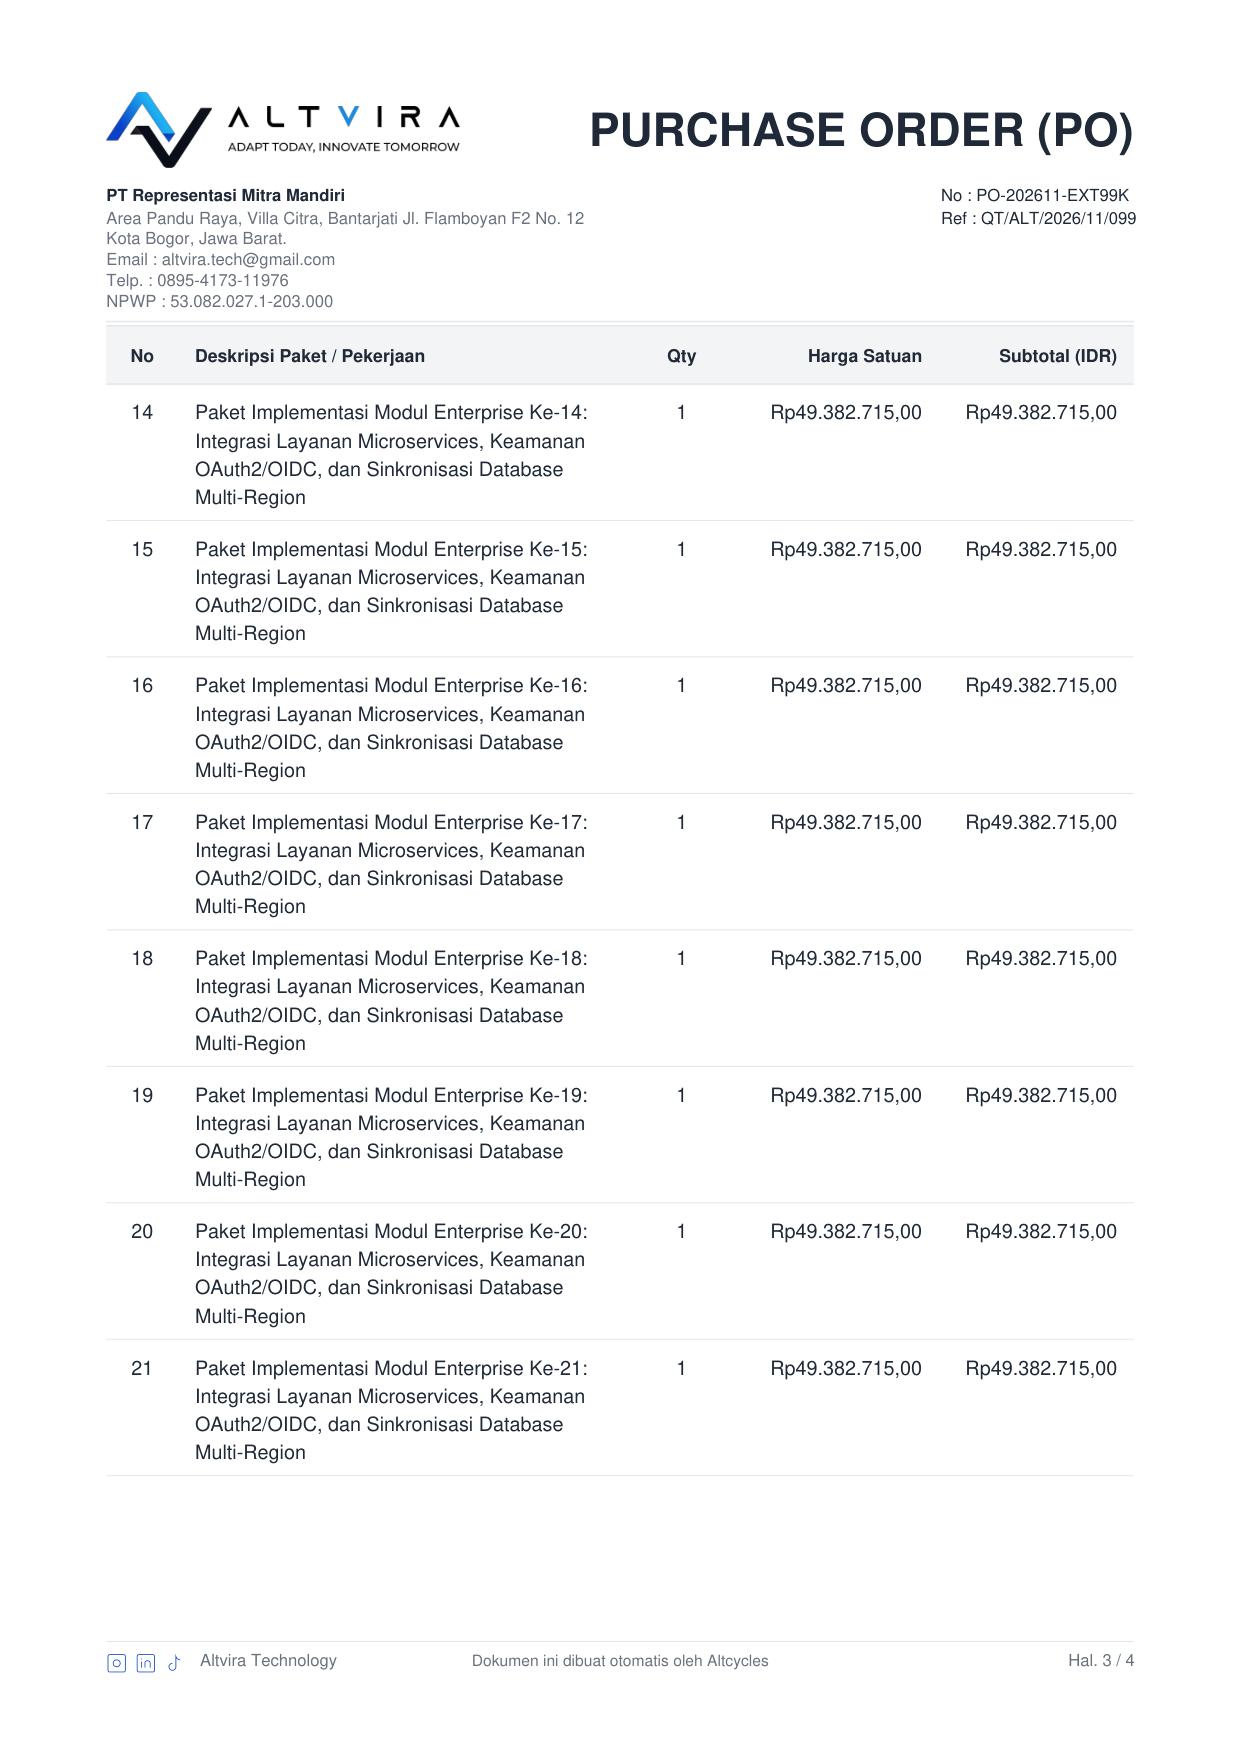 ALTVIRA
ADAPT TODAY, INNOVATE TOMORROW
PURCHASE ORDER (PO)
PT Representasi Mitra Mandiri
Area Pandu Raya, Villa Citra, Bantarjati Jl. Flamboyan F2 No. 12
Kota Bogor, Jawa Barat.
Email : altvira.tech@gmail.com
Telp. : 0895-4173-11976
NPWP : 53.082.027.1-203.000
No : PO-202611-EXT99K
Ref : QT/ALT/2026/11/099
No Deskripsi Paket / Pekerjaan Qty Harga Satuan Subtotal (IDR)
14 Paket Implementasi Modul Enterprise Ke-14: 1 Rp49.382.715,00 Rp49.382.715,00
Integrasi Layanan Microservices, Keamanan
OAuth2/OIDC, dan Sinkronisasi Database
Multi-Region
15 Paket Implementasi Modul Enterprise Ke-15: 1 Rp49.382.715,00 Rp49.382.715,00
Integrasi Layanan Microservices, Keamanan
OAuth2/OIDC, dan Sinkronisasi Database
Multi-Region
16 Paket Implementasi Modul Enterprise Ke-16: 1 Rp49.382.715,00 Rp49.382.715,00
Integrasi Layanan Microservices, Keamanan
OAuth2/OIDC, dan Sinkronisasi Database
Multi-Region
17 Paket Implementasi Modul Enterprise Ke-17: 1 Rp49.382.715,00 Rp49.382.715,00
Integrasi Layanan Microservices, Keamanan
OAuth2/OIDC, dan Sinkronisasi Database
Multi-Region
18 Paket Implementasi Modul Enterprise Ke-18: 1 Rp49.382.715,00 Rp49.382.715,00
Integrasi Layanan Microservices, Keamanan
OAuth2/OIDC, dan Sinkronisasi Database
Multi-Region
19 Paket Implementasi Modul Enterprise Ke-19: 1 Rp49.382.715,00 Rp49.382.715,00
Integrasi Layanan Microservices, Keamanan
OAuth2/OIDC, dan Sinkronisasi Database
Multi-Region
20 Paket Implementasi Modul Enterprise Ke-20: 1 Rp49.382.715,00 Rp49.382.715,00
Integrasi Layanan Microservices, Keamanan
OAuth2/OIDC, dan Sinkronisasi Database
Multi-Region
21 Paket Implementasi Modul Enterprise Ke-21: 1 Rp49.382.715,00 Rp49.382.715,00
Integrasi Layanan Microservices, Keamanan
OAuth2/OIDC, dan Sinkronisasi Database
Multi-Region
Altvira Technology Dokumen ini dibuat otomatis oleh Altcycles Hal. 3 / 4